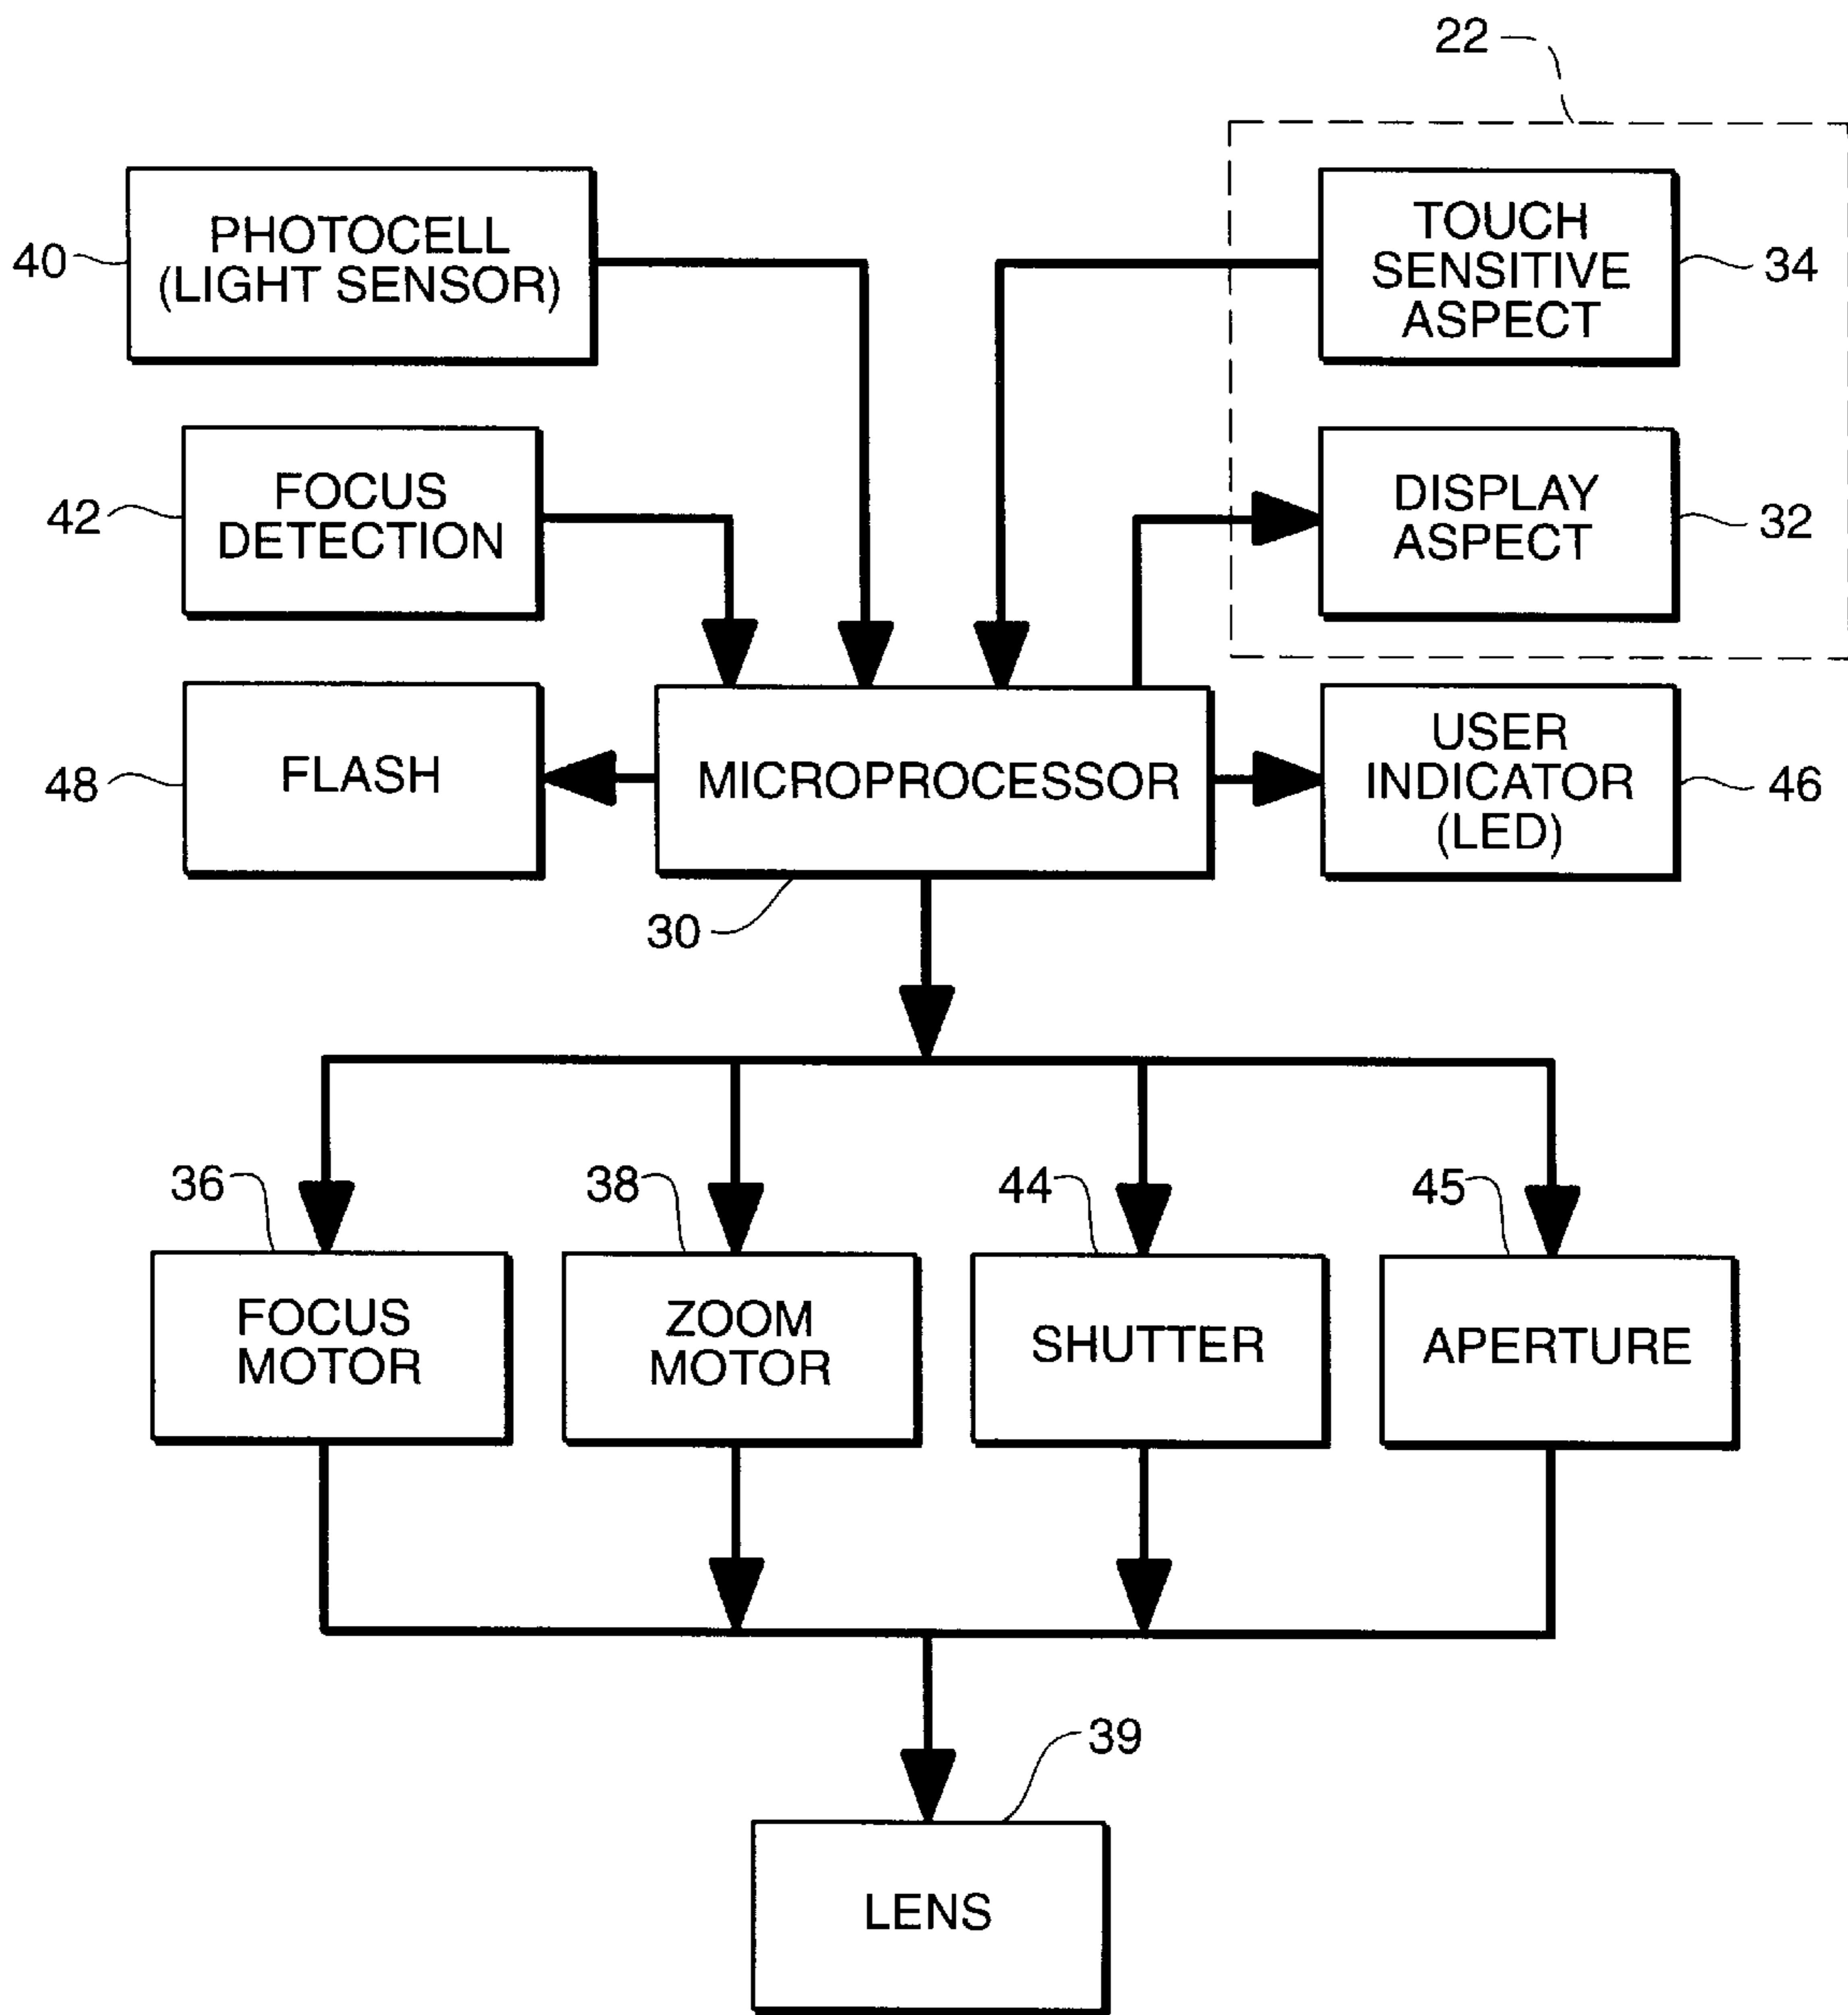 22
PHOTOCELL
(LIGHT SENSOR)
40
TOUCH
SENSITIVE
ASPECT
34
FOCUS
DETECTION
42
DISPLAY
ASPECT
32
FLASH
48
MICROPROCESSOR
30
USER
INDICATOR
(LED)
46
36
38
44
45
FOCUS
MOTOR
ZOOM
MOTOR
SHUTTER
APERTURE
39
LENS